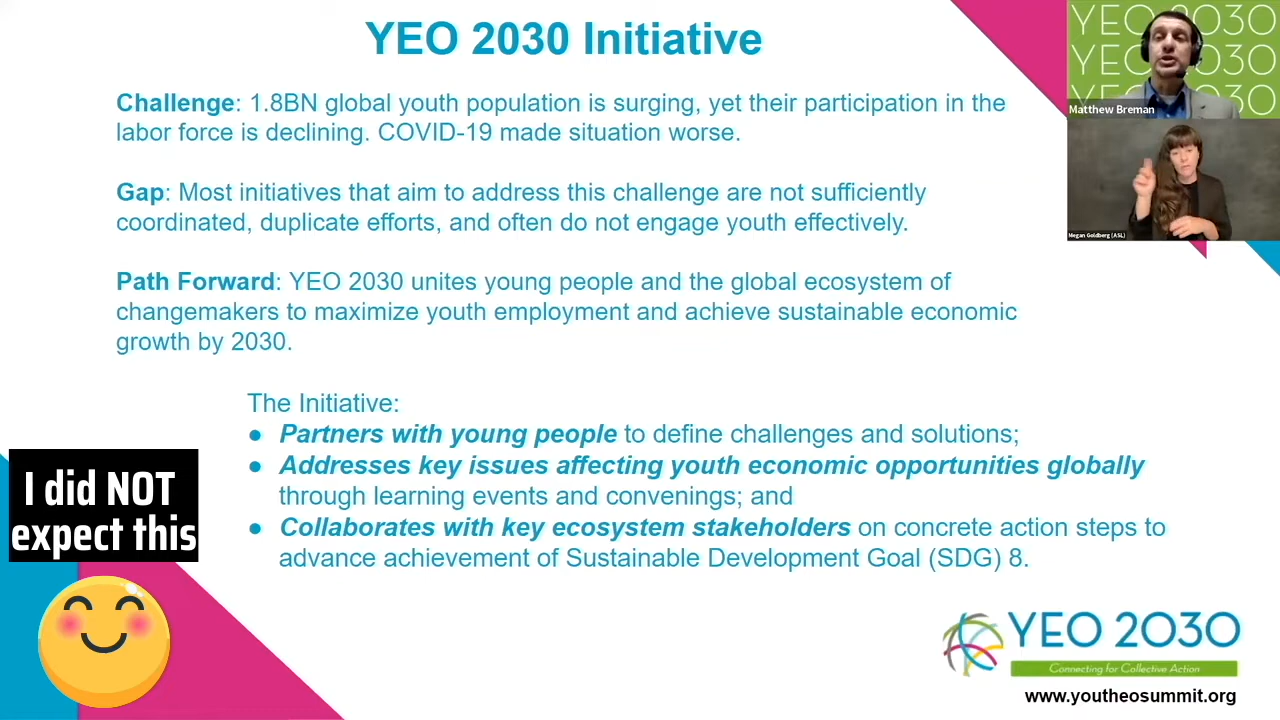 YEO 2030 Initiative
YEO 2030
YEO 2030
YEO 2030
Matthew Breman
Megan Goldberg (ASL)
Challenge: 1.8BN global youth population is surging, yet their participation in the
labor force is declining. COVID-19 made situation worse.
Gap: Most initiatives that aim to address this challenge are not sufficiently
coordinated, duplicate efforts, and often do not engage youth effectively.
Path Forward: YEO 2030 unites young people and the global ecosystem of
changemakers to maximize youth employment and achieve sustainable economic
growth by 2030.
The Initiative:
● Partners with young people to define challenges and solutions;
● Addresses key issues affecting youth economic opportunities globally
through learning events and convenings; and
● Collaborates with key ecosystem stakeholders on concrete action steps to
advance achievement of Sustainable Development Goal (SDG) 8.
I did NOT
expect this
YEO 2030
Connecting for Collective Action
www.youtheosummit.org